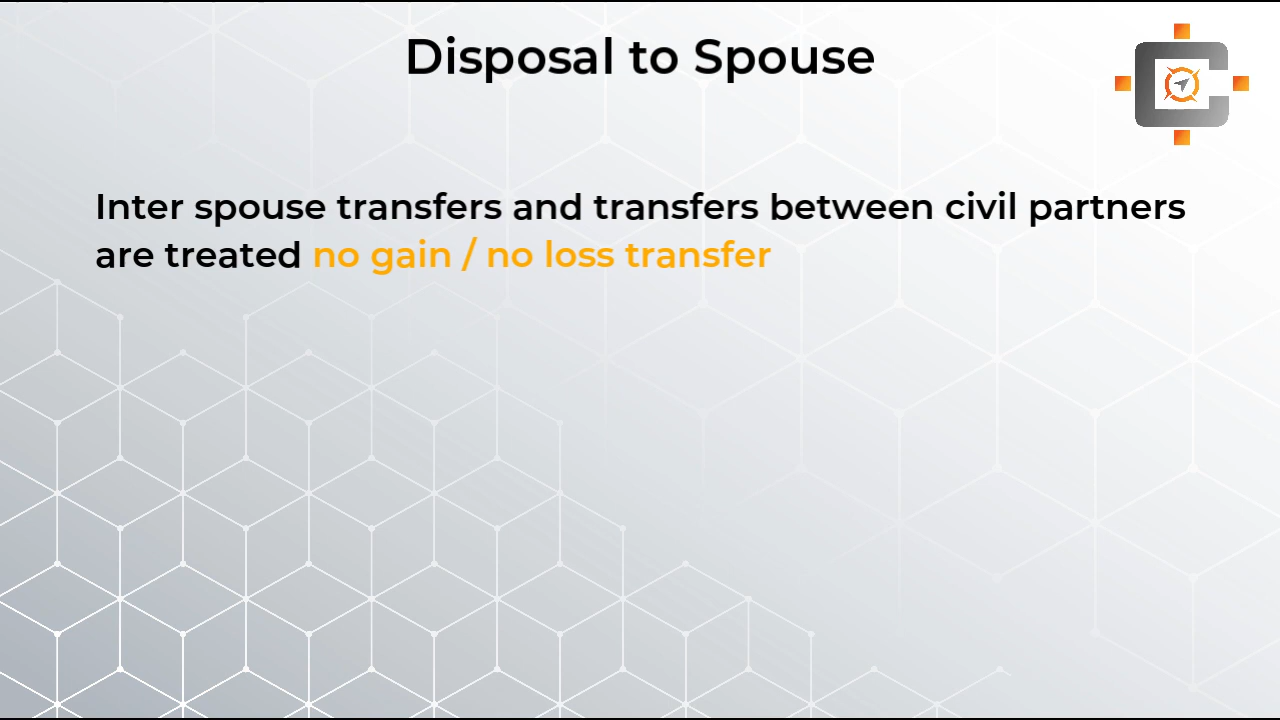 Disposal to Spouse
Inter spouse transfers and transfers between civil partners
are treated no gain / no loss transfer